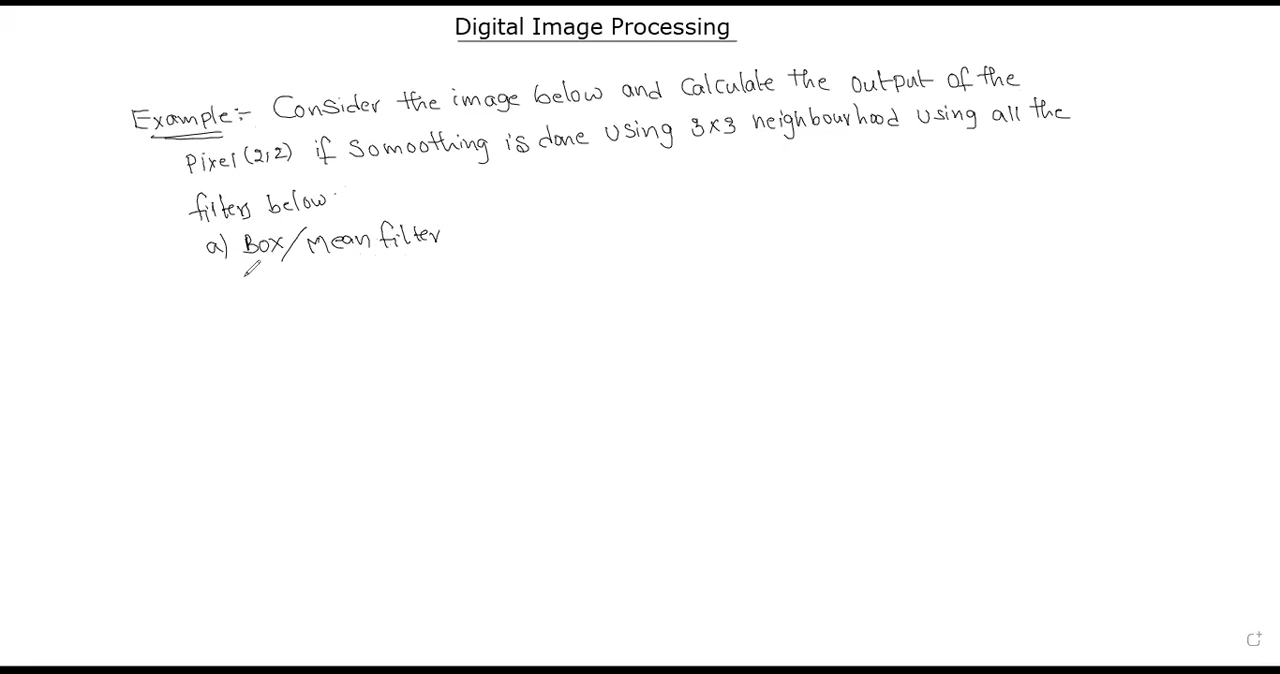 Digital Image Processing
Example:- Consider the image below and Calculate the output of the
Pixel (2,2) if Somoothing is done Using 3x3 neighbourhood using all the
filters below.
a) Box/Mean filter